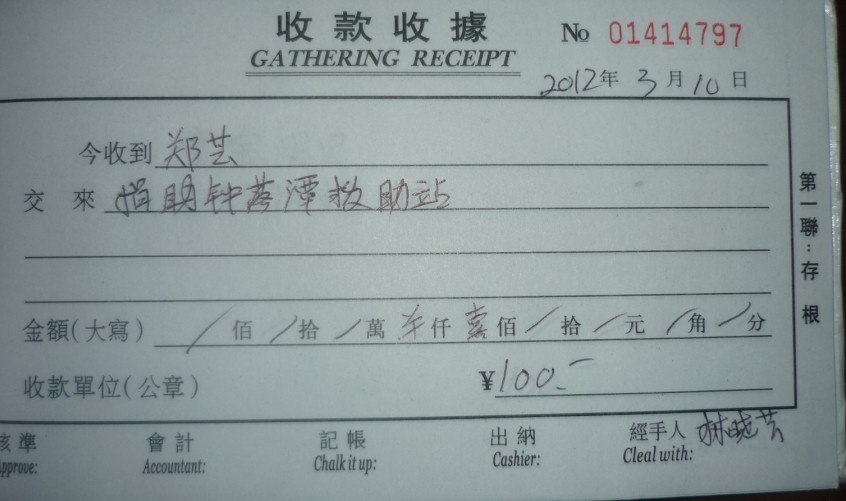 收款收據
GATHERING RECEIPT
№ 01414797
2012年3月10日
今收到 郑芸
交來 捐助钟落潭救助站
金額(大寫) / 佰 / 拾 / 萬 仟 壹佰 / 拾 / 元 / 角 / 分
收款單位(公章) ¥100.-
核準 會計 記帳 出納 經手人 林晓芸
Approve: Accountant: Chalk it up: Cashier: Cleal with:
第一聯：存根